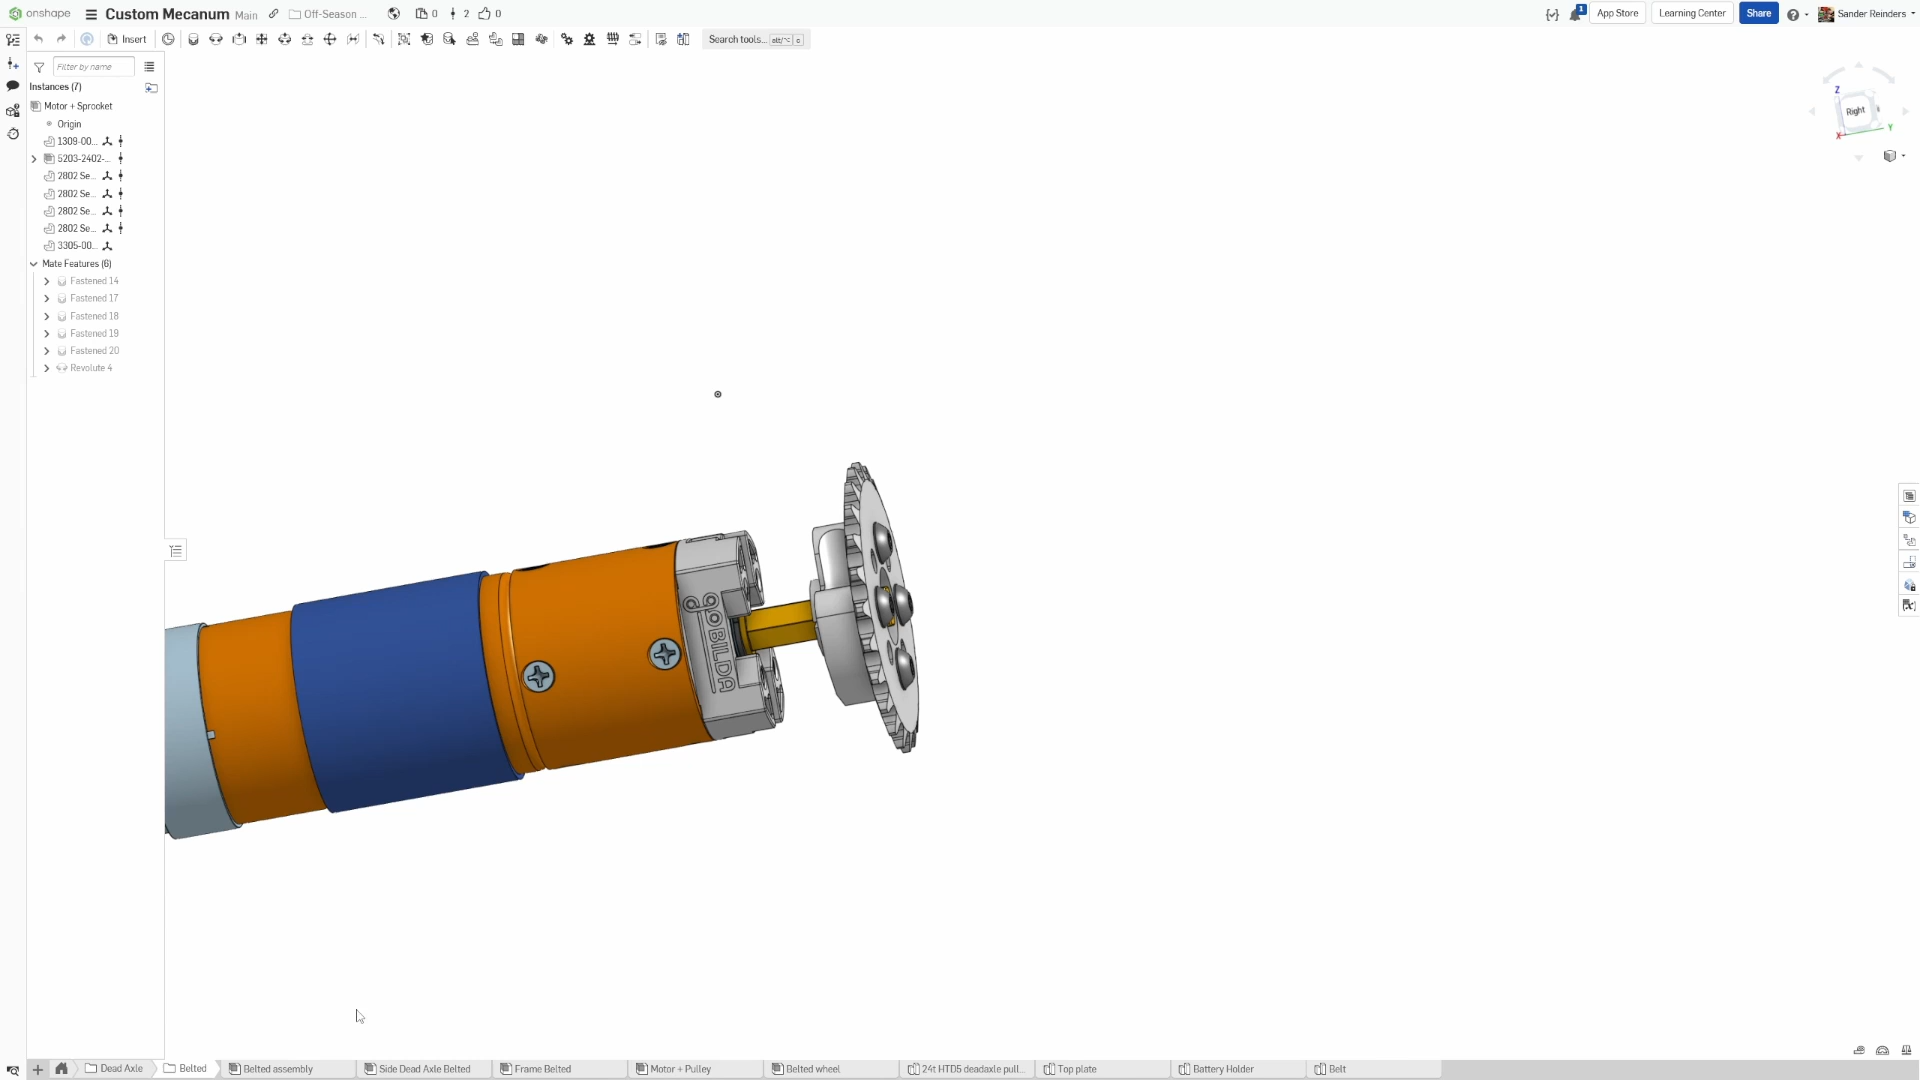 onshape Custom Mecanum Main Off-Season ... 0 2 0 1 App Store Learning Center Share Sander Reinders
Insert Search tools... alt/⌥ c
Filter by name
Instances (7)
Motor + Sprocket
Origin
1309-00...
5203-2402-...
2802 Se...
2802 Se...
2802 Se...
2802 Se...
3305-00...
Mate Features (6)
Fastened 14
Fastened 17
Fastened 18
Fastened 19
Fastened 20
Revolute 4
Z
Right
X Y
goBILDA
Dead Axle Belted Belted assembly Side Dead Axle Belted Frame Belted Motor + Pulley Belted wheel 24t HTD5 deadaxle pull... Top plate Battery Holder Belt